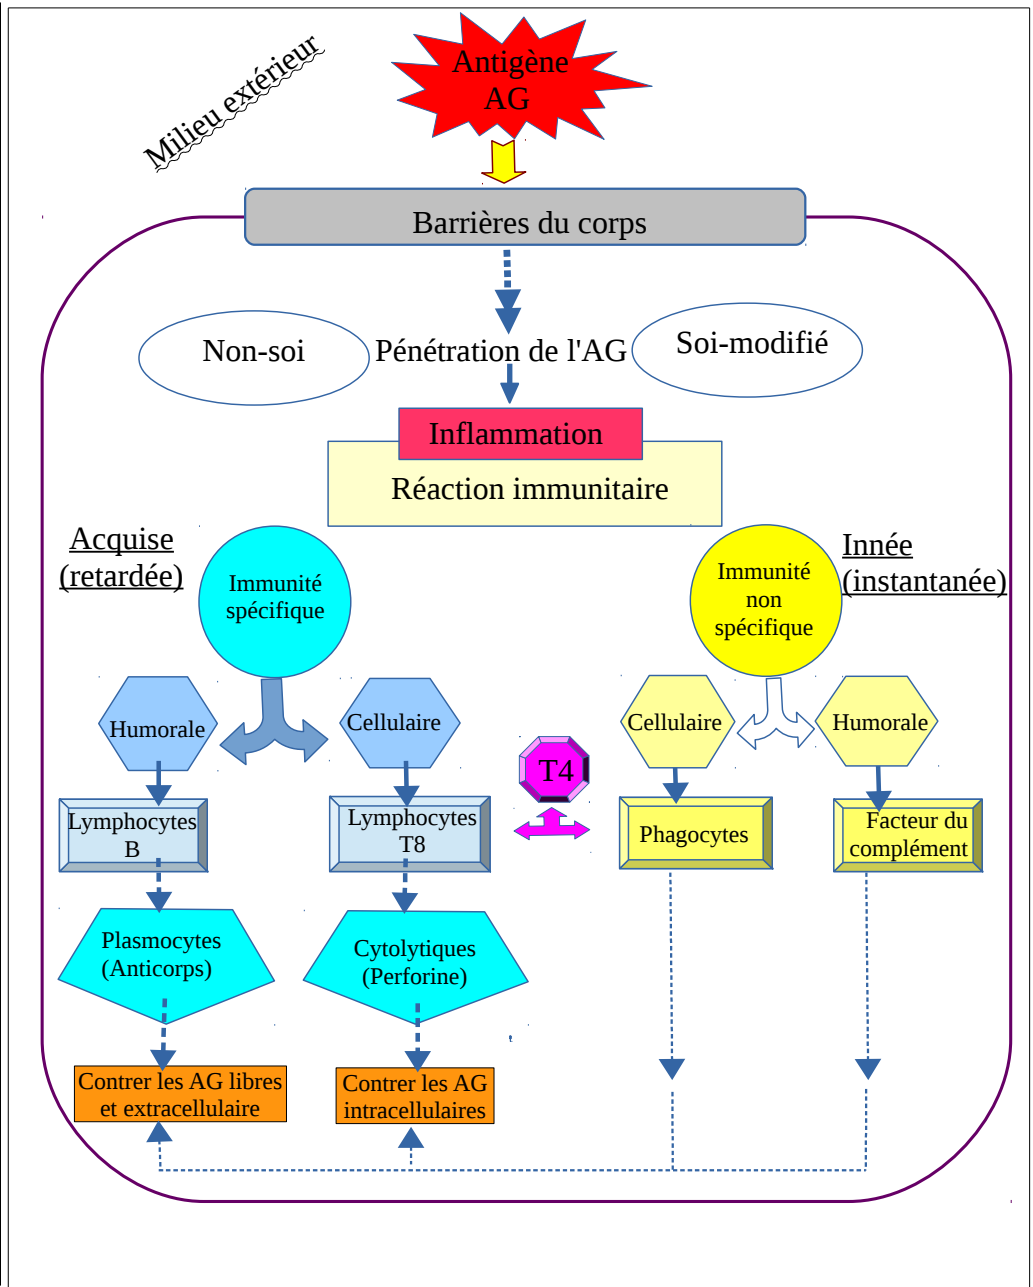 Milieu extérieur
Antigène
AG
Barrières du corps
Non-soi
Pénétration de l'AG
Soi-modifié
Inflammation
Réaction immunitaire
Acquise
(retardée)
Immunité
spécifique
Immunité
non
spécifique
Innée
(instantanée)
Humorale
Cellulaire
T4
Cellulaire
Humorale
Lymphocytes
B
Lymphocytes
T8
Phagocytes
Facteur du
complément
Plasmocytes
(Anticorps)
Cytolytiques
(Perforine)
Contrer les AG libres
et extracellulaire
Contrer les AG
intracellulaires